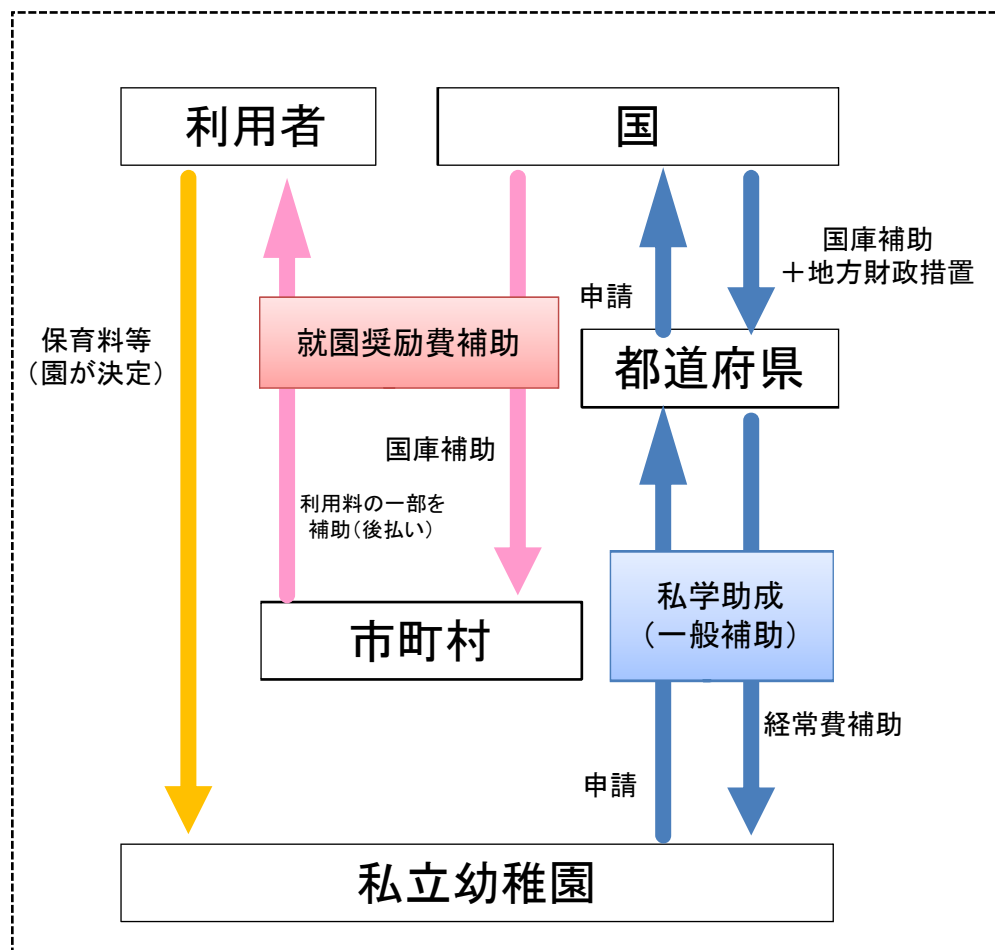 利用者
国
国庫補助
＋地方財政措置
申請
保育料等
（園が決定）
就園奨励費補助
都道府県
国庫補助
利用料の一部を
補助（後払い）
市町村
私学助成
（一般補助）
経常費補助
申請
私立幼稚園